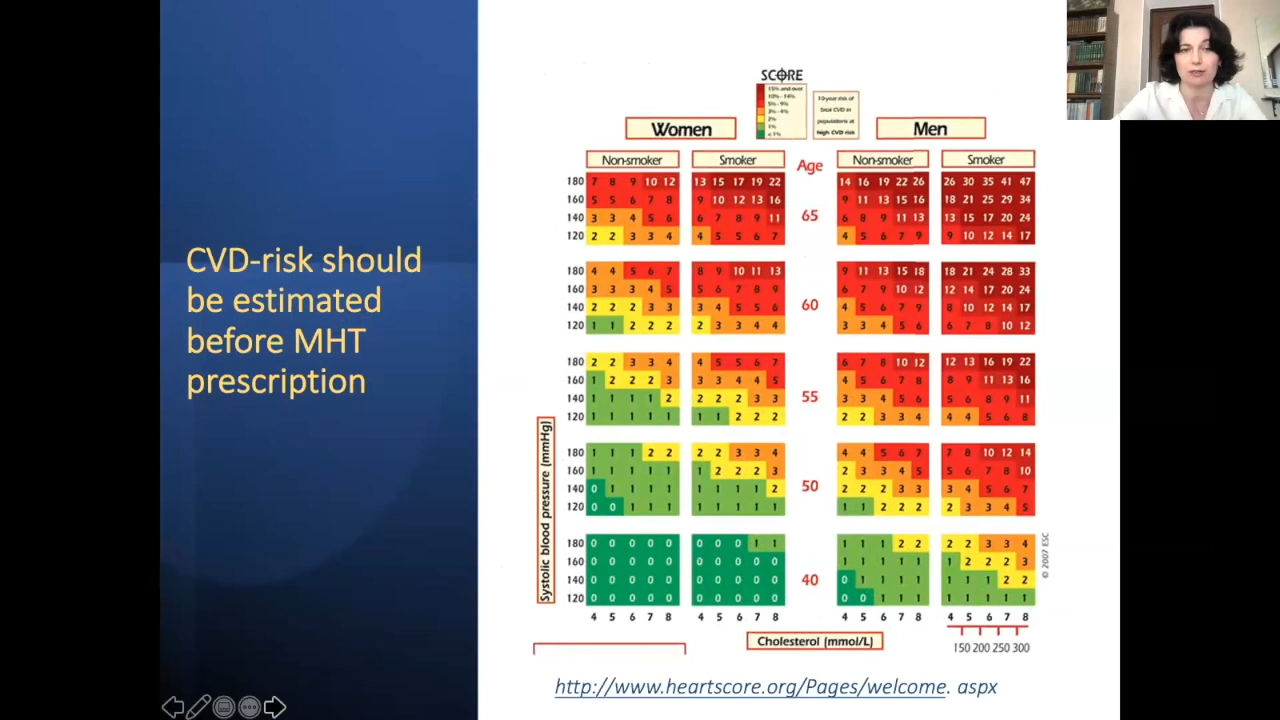 CVD-risk should
be estimated
before MHT
prescription
SCORE
15% and over
10% - 14%
5% - 9%
3% - 4%
2%
1%
< 1%
10-year risk of
fatal CVD in
populations at
high CVD risk
Women
Men
Non-smoker
Smoker
Age
Non-smoker
Smoker
180 7 8 9 10 12 13 15 17 19 22 14 16 19 22 26 26 30 35 41 47
160 5 5 6 7 8 9 10 12 13 16 9 11 13 15 16 18 21 25 29 34
140 3 3 4 5 6 6 7 8 9 11 6 8 9 11 13 13 15 17 20 24
120 2 2 3 3 4 4 5 5 6 7 4 5 6 7 9 9 10 12 14 17
65
180 4 4 5 6 7 8 9 10 11 13 9 11 13 15 18 18 21 24 28 33
160 3 3 3 4 5 5 6 7 8 9 6 7 9 10 12 12 14 17 20 24
140 2 2 2 3 3 3 4 5 5 6 4 5 6 7 9 8 10 12 14 17
120 1 1 2 2 2 2 3 3 4 4 3 3 4 5 6 6 7 8 10 12
60
180 2 2 3 3 4 4 5 5 6 7 6 7 8 10 12 12 13 16 19 22
160 1 2 2 2 3 3 3 4 4 5 4 5 6 7 8 8 9 11 13 16
140 1 1 1 1 2 2 2 2 3 3 3 3 4 5 6 5 6 8 9 11
120 1 1 1 1 1 1 1 2 2 2 2 2 3 3 4 4 4 5 6 8
55
180 1 1 1 2 2 2 2 3 3 4 4 4 5 6 7 7 8 10 12 14
160 1 1 1 1 1 1 2 2 2 3 2 3 3 4 5 5 6 7 8 10
140 0 1 1 1 1 1 1 1 1 2 2 2 2 3 3 3 4 5 6 7
120 0 0 1 1 1 1 1 1 1 1 1 1 2 2 2 2 3 3 4 5
50
180 0 0 0 0 0 0 0 0 1 1 1 1 1 2 2 2 2 3 3 4
160 0 0 0 0 0 0 0 0 0 0 1 1 1 1 1 1 2 2 2 3
140 0 0 0 0 0 0 0 0 0 0 0 1 1 1 1 1 1 1 2 2
120 0 0 0 0 0 0 0 0 0 0 0 0 1 1 1 1 1 1 1 1
40
4 5 6 7 8 4 5 6 7 8 4 5 6 7 8 4 5 6 7 8
Systolic blood pressure (mmHg)
Cholesterol (mmol/L)
150 200 250 300
© 2007 ESC
http://www.heartscore.org/Pages/welcome. aspx